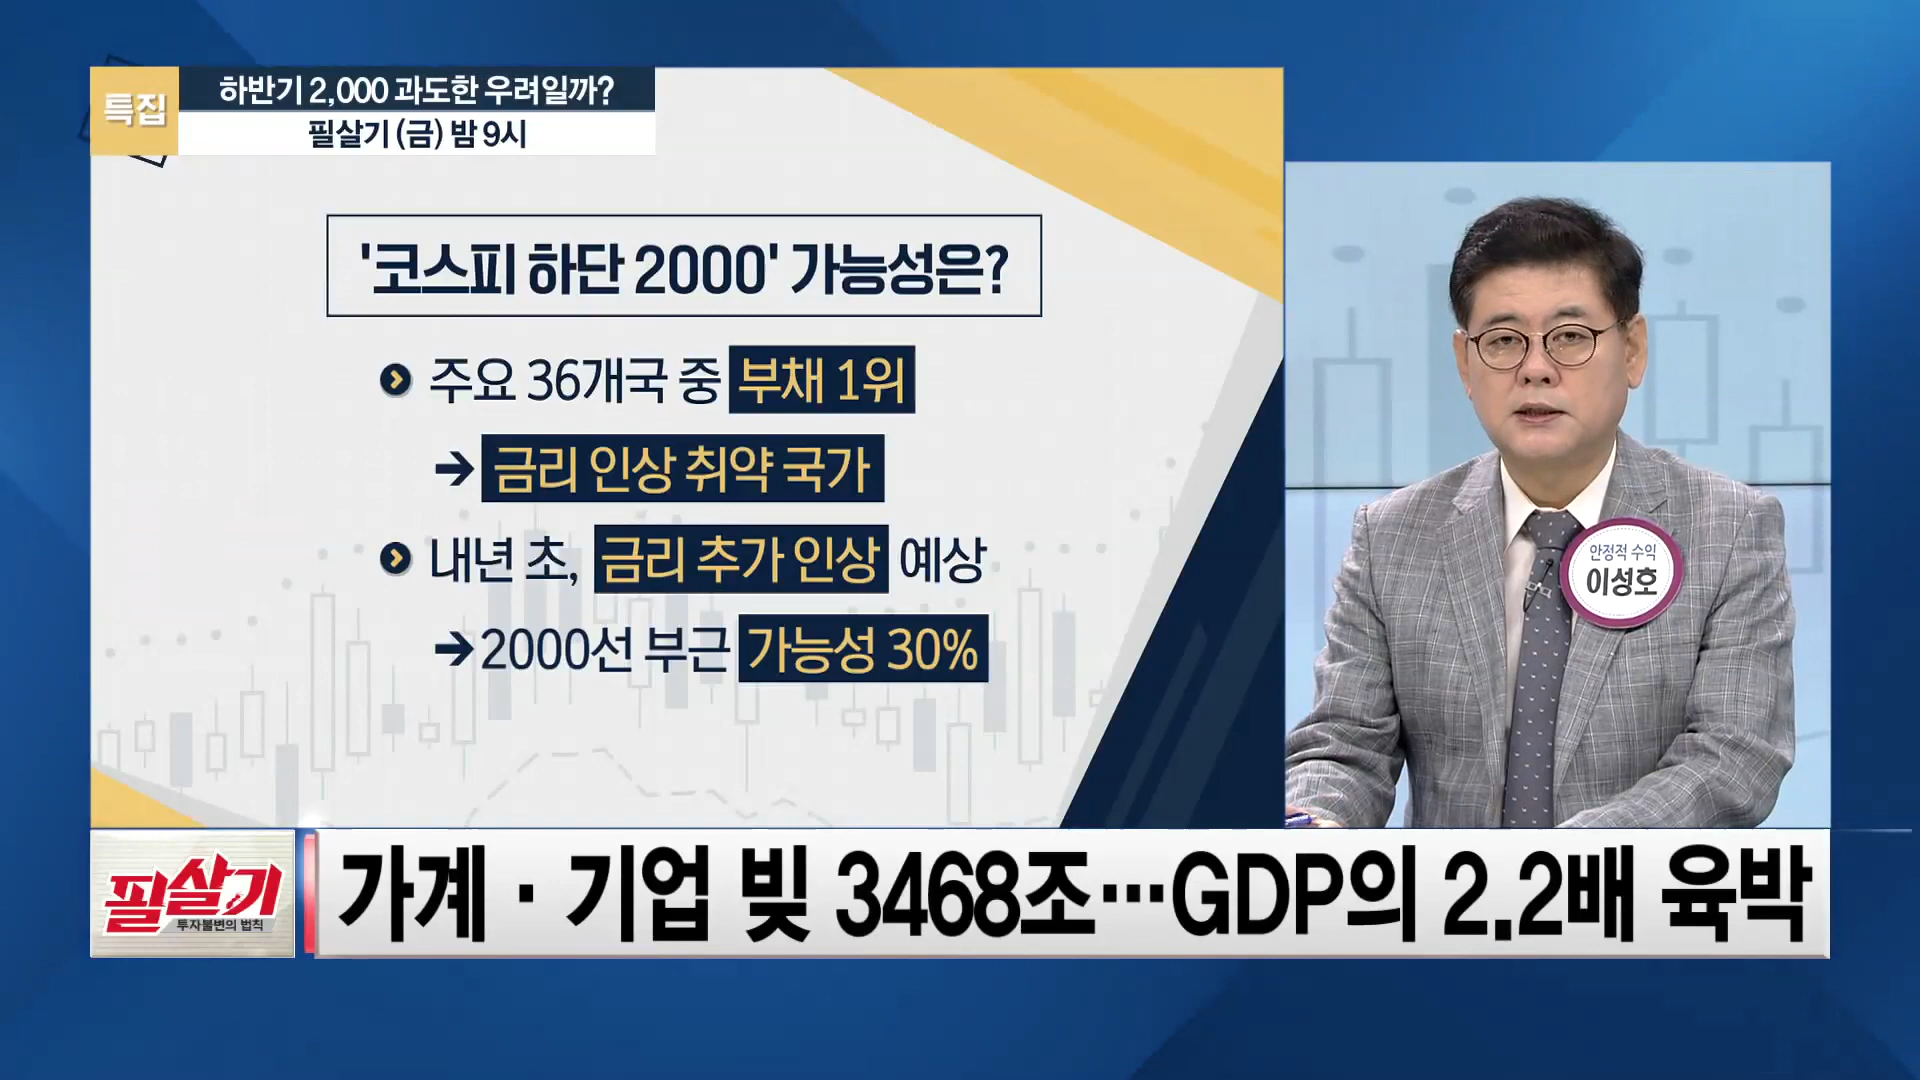 특집
하반기 2,000 과도한 우려일까?
필살기 (금) 밤 9시
'코스피 하단 2000' 가능성은?
주요 36개국 중 부채 1위
➔ 금리 인상 취약 국가
내년 초, 금리 추가 인상 예상
➔ 2000선 부근 가능성 30%
안정적 수익
이성호
필살기
투자불변의 법칙
가계·기업 빚 3468조…GDP의 2.2배 육박